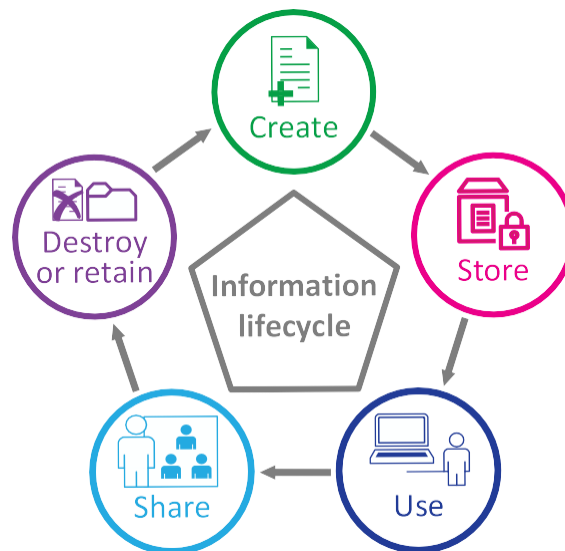 Create
Store
Use
Share
Destroy
or retain
Information
lifecycle